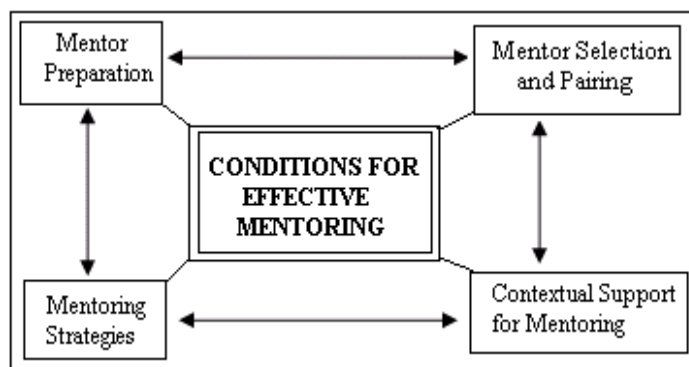 Mentor
Preparation
Mentor Selection
and Pairing
CONDITIONS FOR
EFFECTIVE
MENTORING
Mentoring
Strategies
Contextual Support
for Mentoring